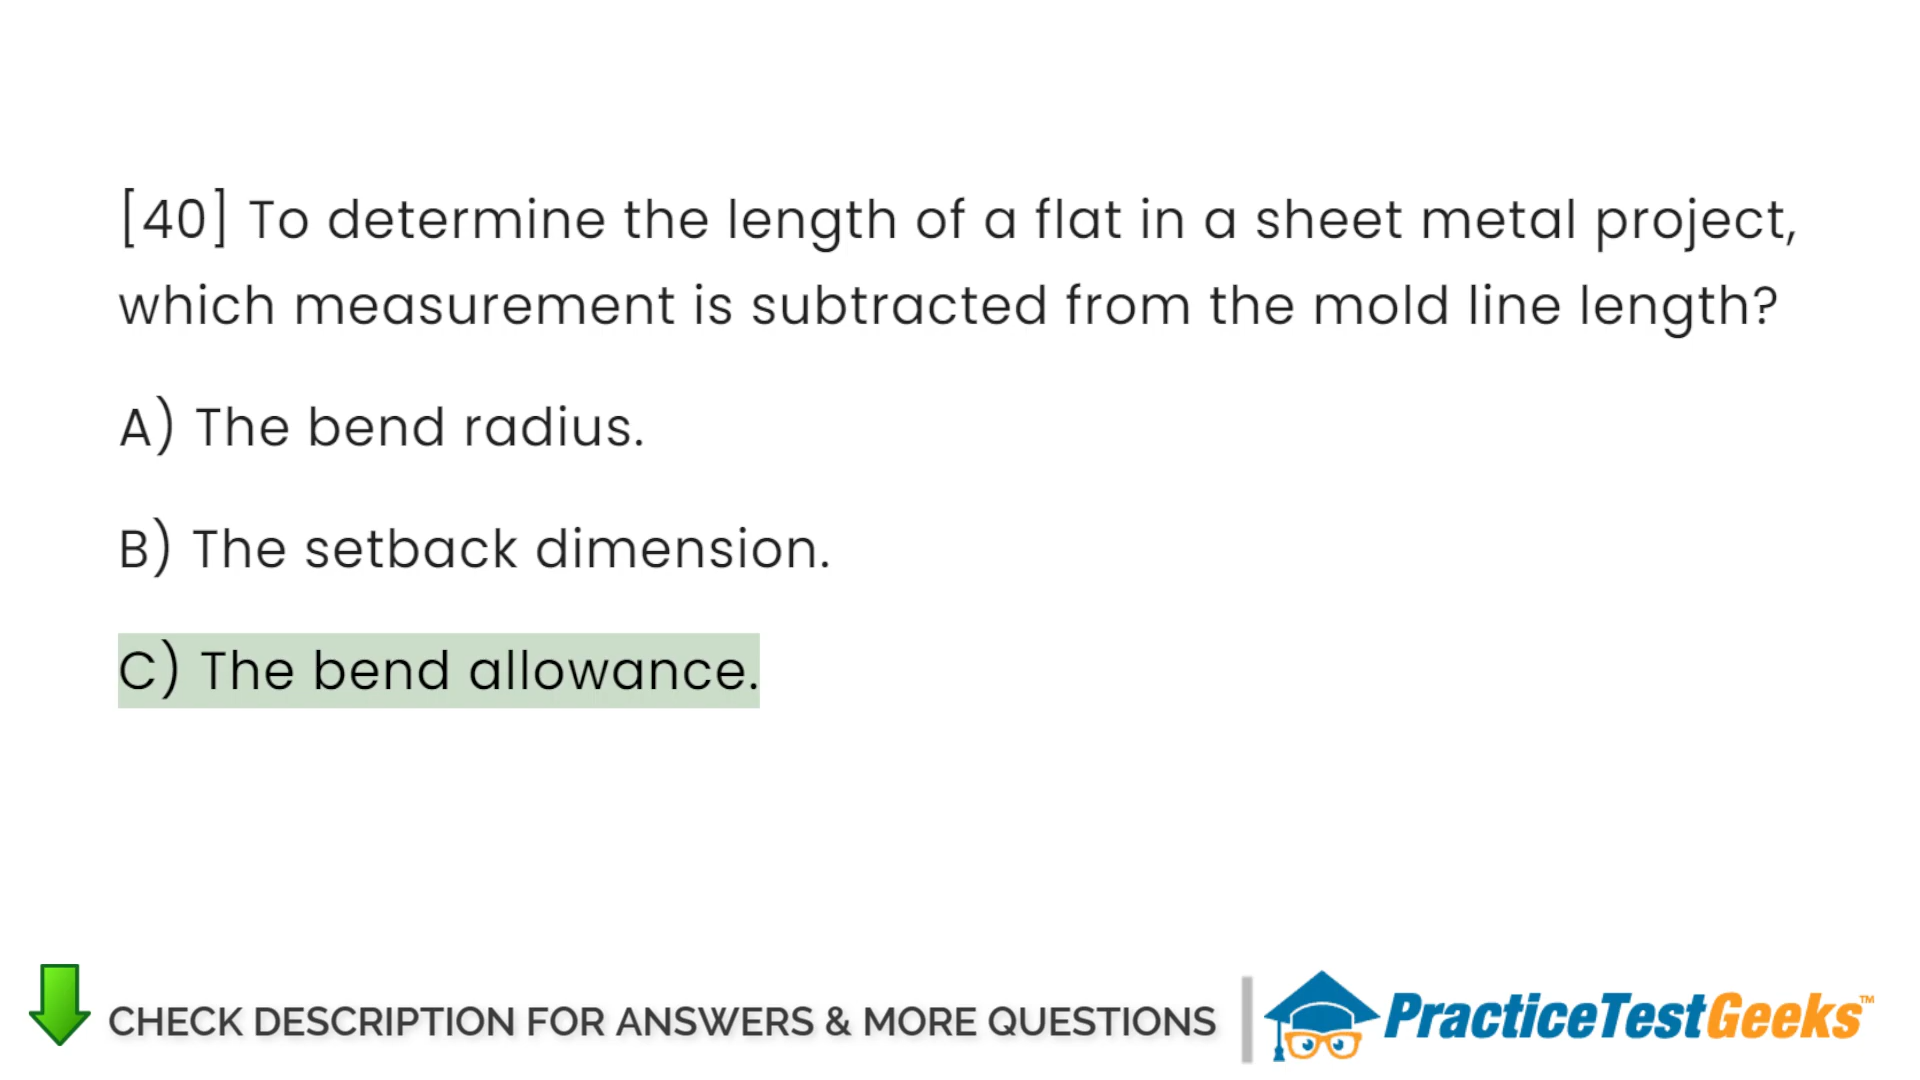 [40] To determine the length of a flat in a sheet metal project,
which measurement is subtracted from the mold line length?
A) The bend radius.
B) The setback dimension.
C) The bend allowance.
CHECK DESCRIPTION FOR ANSWERS & MORE QUESTIONS
PracticeTestGeeks™